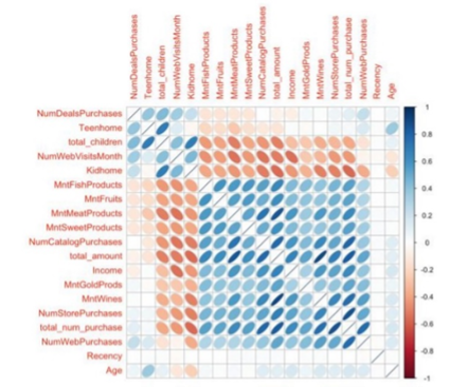 NumDealsPurchases
Teenhome
total_children
NumWebVisitsMonth
Kidhome
MntFishProducts
MntFruits
MntMeatProducts
MntSweetProducts
NumCatalogPurchases
total_amount
Income
MntGoldProds
MntWines
NumStorePurchases
total_num_purchase
NumWebPurchases
Recency
Age
NumDealsPurchases
Teenhome
total_children
NumWebVisitsMonth
Kidhome
MntFishProducts
MntFruits
MntMeatProducts
MntSweetProducts
NumCatalogPurchases
total_amount
Income
MntGoldProds
MntWines
NumStorePurchases
total_num_purchase
NumWebPurchases
Recency
Age
1
0.8
0.6
0.4
0.2
0
-0.2
-0.4
-0.6
-0.8
-1